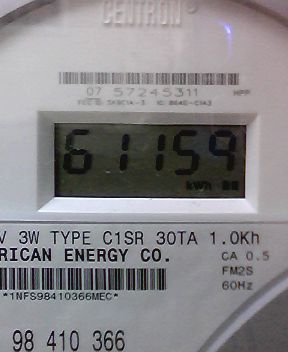 CENTRON®
07 57245311 HPP
61159
kWh
V 3W TYPE C1SR 30TA 1.0Kh
RICAN ENERGY CO. CA 0.5
FM2S
60Hz
*1NFS98410366MEC*
98 410 366